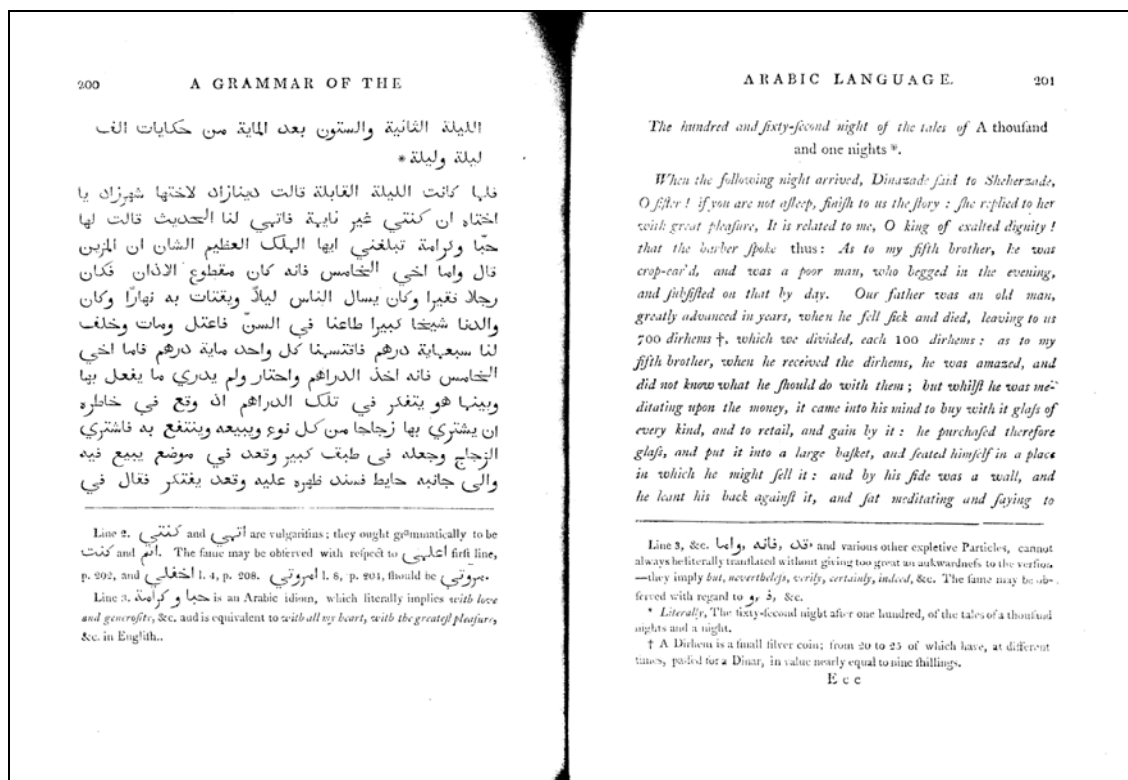 200 A GRAMMAR OF THE
الليلة الثانية والستون بعد الماية من حكايات الف
ليلة وليلة*
فلما كانت الليلة القابلة قالت دينازاد لاختها شهرزاد يا
اختاه ان كنتي غير نايمة فاتمي لنا الحديث قالت لها
حبّا وكرامة تبلغني ايها الملك العظيم الشان ان المزين
قال واما اخي الخامس فانه كان مقطوع الاذان فكان
رجلا فقيرا وكان يسال الناس ليلاً ويقتات به نهارًا وكان
والدنا شيخا كبيرا طاعنا في السنّ فاعتل ومات وخلف
لنا سبعماية درهم فاقتسمنا كل واحد ماية درهم فاما اخي
الخامس فانه اخذ الدراهم واحتار ولم يدري ما يفعل بها
وبينما هو يتفكر في تلك الدراهم اذ وقع في خاطره
ان يشتري بها زجاجا من كل نوع ويبيعه وينتفع به فاشتري
الزجاج وجعله في طبق كبير وقعد في موضع يبيع فيه
والى جانبه حايط فسند ظهره عليه وقعد يفتكر فقال في
Line 2. كنتي and اتمي are vulgarisms; they ought grammatically to be
كنت and اتم. The same may be observed with respect to اعلمي first line,
p. 202, and اخفلي l. 4, p. 208. امروتي l. 8, p. 204, should be مروتي.
Line 3. حبا و كرامة is an Arabic idiom, which literally implies with love
and generosite, &c. and is equivalent to with all my heart, with the greatest pleasure,
&c. in English..
ARABIC LANGUAGE. 201
The hundred and sixty-second night of the tales of A thousand
and one nights *.
When the following night arrived, Dinazade said to Sheherzade,
O sister! if you are not asleep, finish to us the story: she replied to her
with great pleasure, It is related to me, O king of exalted dignity!
that the barber spoke thus: As to my fifth brother, he was
crop-ear'd, and was a poor man, who begged in the evening,
and subsisted on that by day. Our father was an old man,
greatly advanced in years, when he fell sick and died, leaving to us
700 dirhems †, which we divided, each 100 dirhems: as to my
fifth brother, when he received the dirhems, he was amazed, and
did not know what he should do with them; but whilst he was me-
ditating upon the money, it came into his mind to buy with it glass of
every kind, and to retail, and gain by it: he purchased therefore
glass, and put it into a large basket, and seated himself in a place
in which he might sell it: and by his side was a wall, and
he leant his back against it, and sat meditating and saying to
Line 3, &c. قد, فانه, واما, and various other expletive Particles, cannot
always be literally translated without giving too great an aukwardness to the version
—they imply but, nevertheless, verily, certainly, indeed, &c. The same may be ob-
served with regard to و, ف, &c.
* Literally, The sixty-second night after one hundred, of the tales of a thousand
nights and a night.
† A Dirhem is a small silver coin; from 20 to 25 of which have, at different
times, passed for a Dinar, in value nearly equal to nine shillings.
E e e